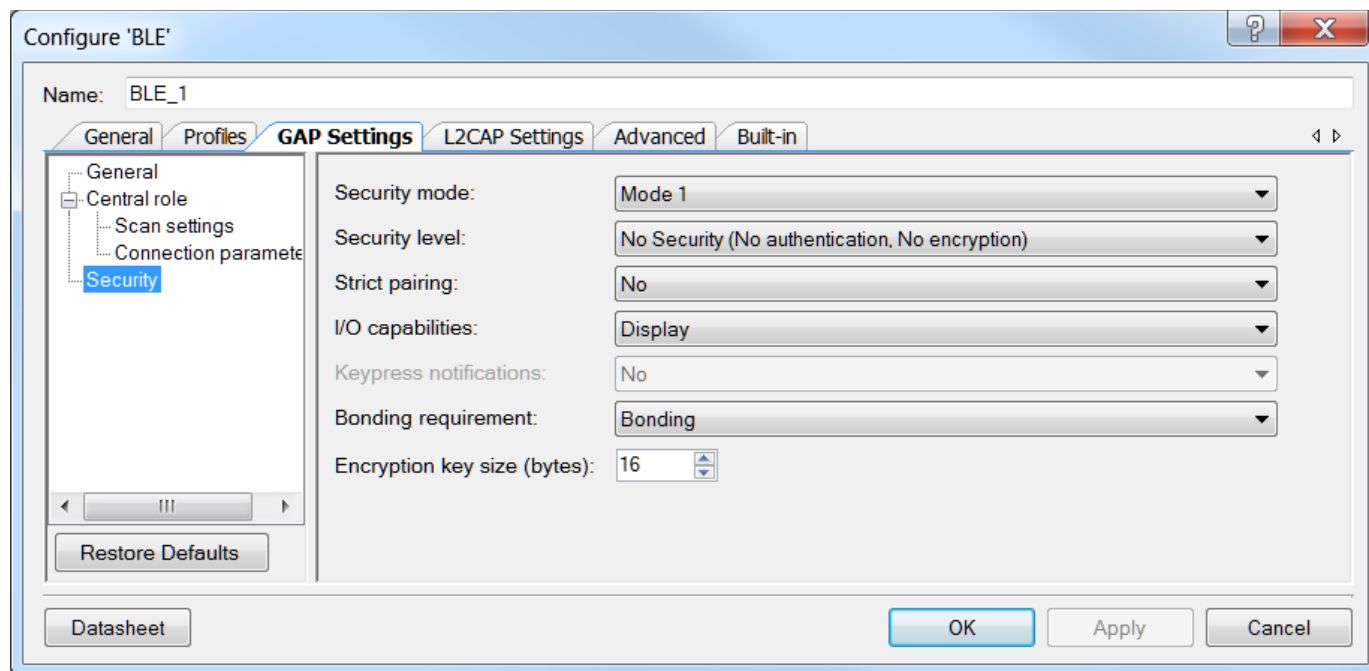 Configure 'BLE'
Name: BLE_1
General Profiles GAP Settings L2CAP Settings Advanced Built-in
General
Central role
Scan settings
Connection paramete
Security
Security mode: Mode 1
Security level: No Security (No authentication, No encryption)
Strict pairing: No
I/O capabilities: Display
Keypress notifications: No
Bonding requirement: Bonding
Encryption key size (bytes): 16
Restore Defaults
Datasheet OK Apply Cancel